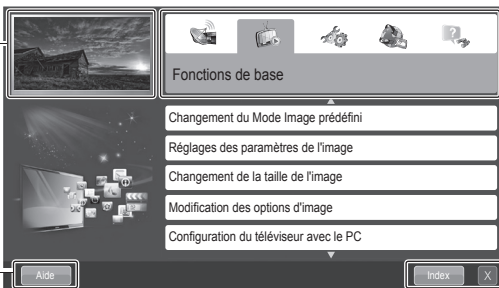 Fonctions de base
Changement du Mode Image prédéfini
Réglages des paramètres de l'image
Changement de la taille de l'image
Modification des options d'image
Configuration du téléviseur avec le PC
Aide
Index X